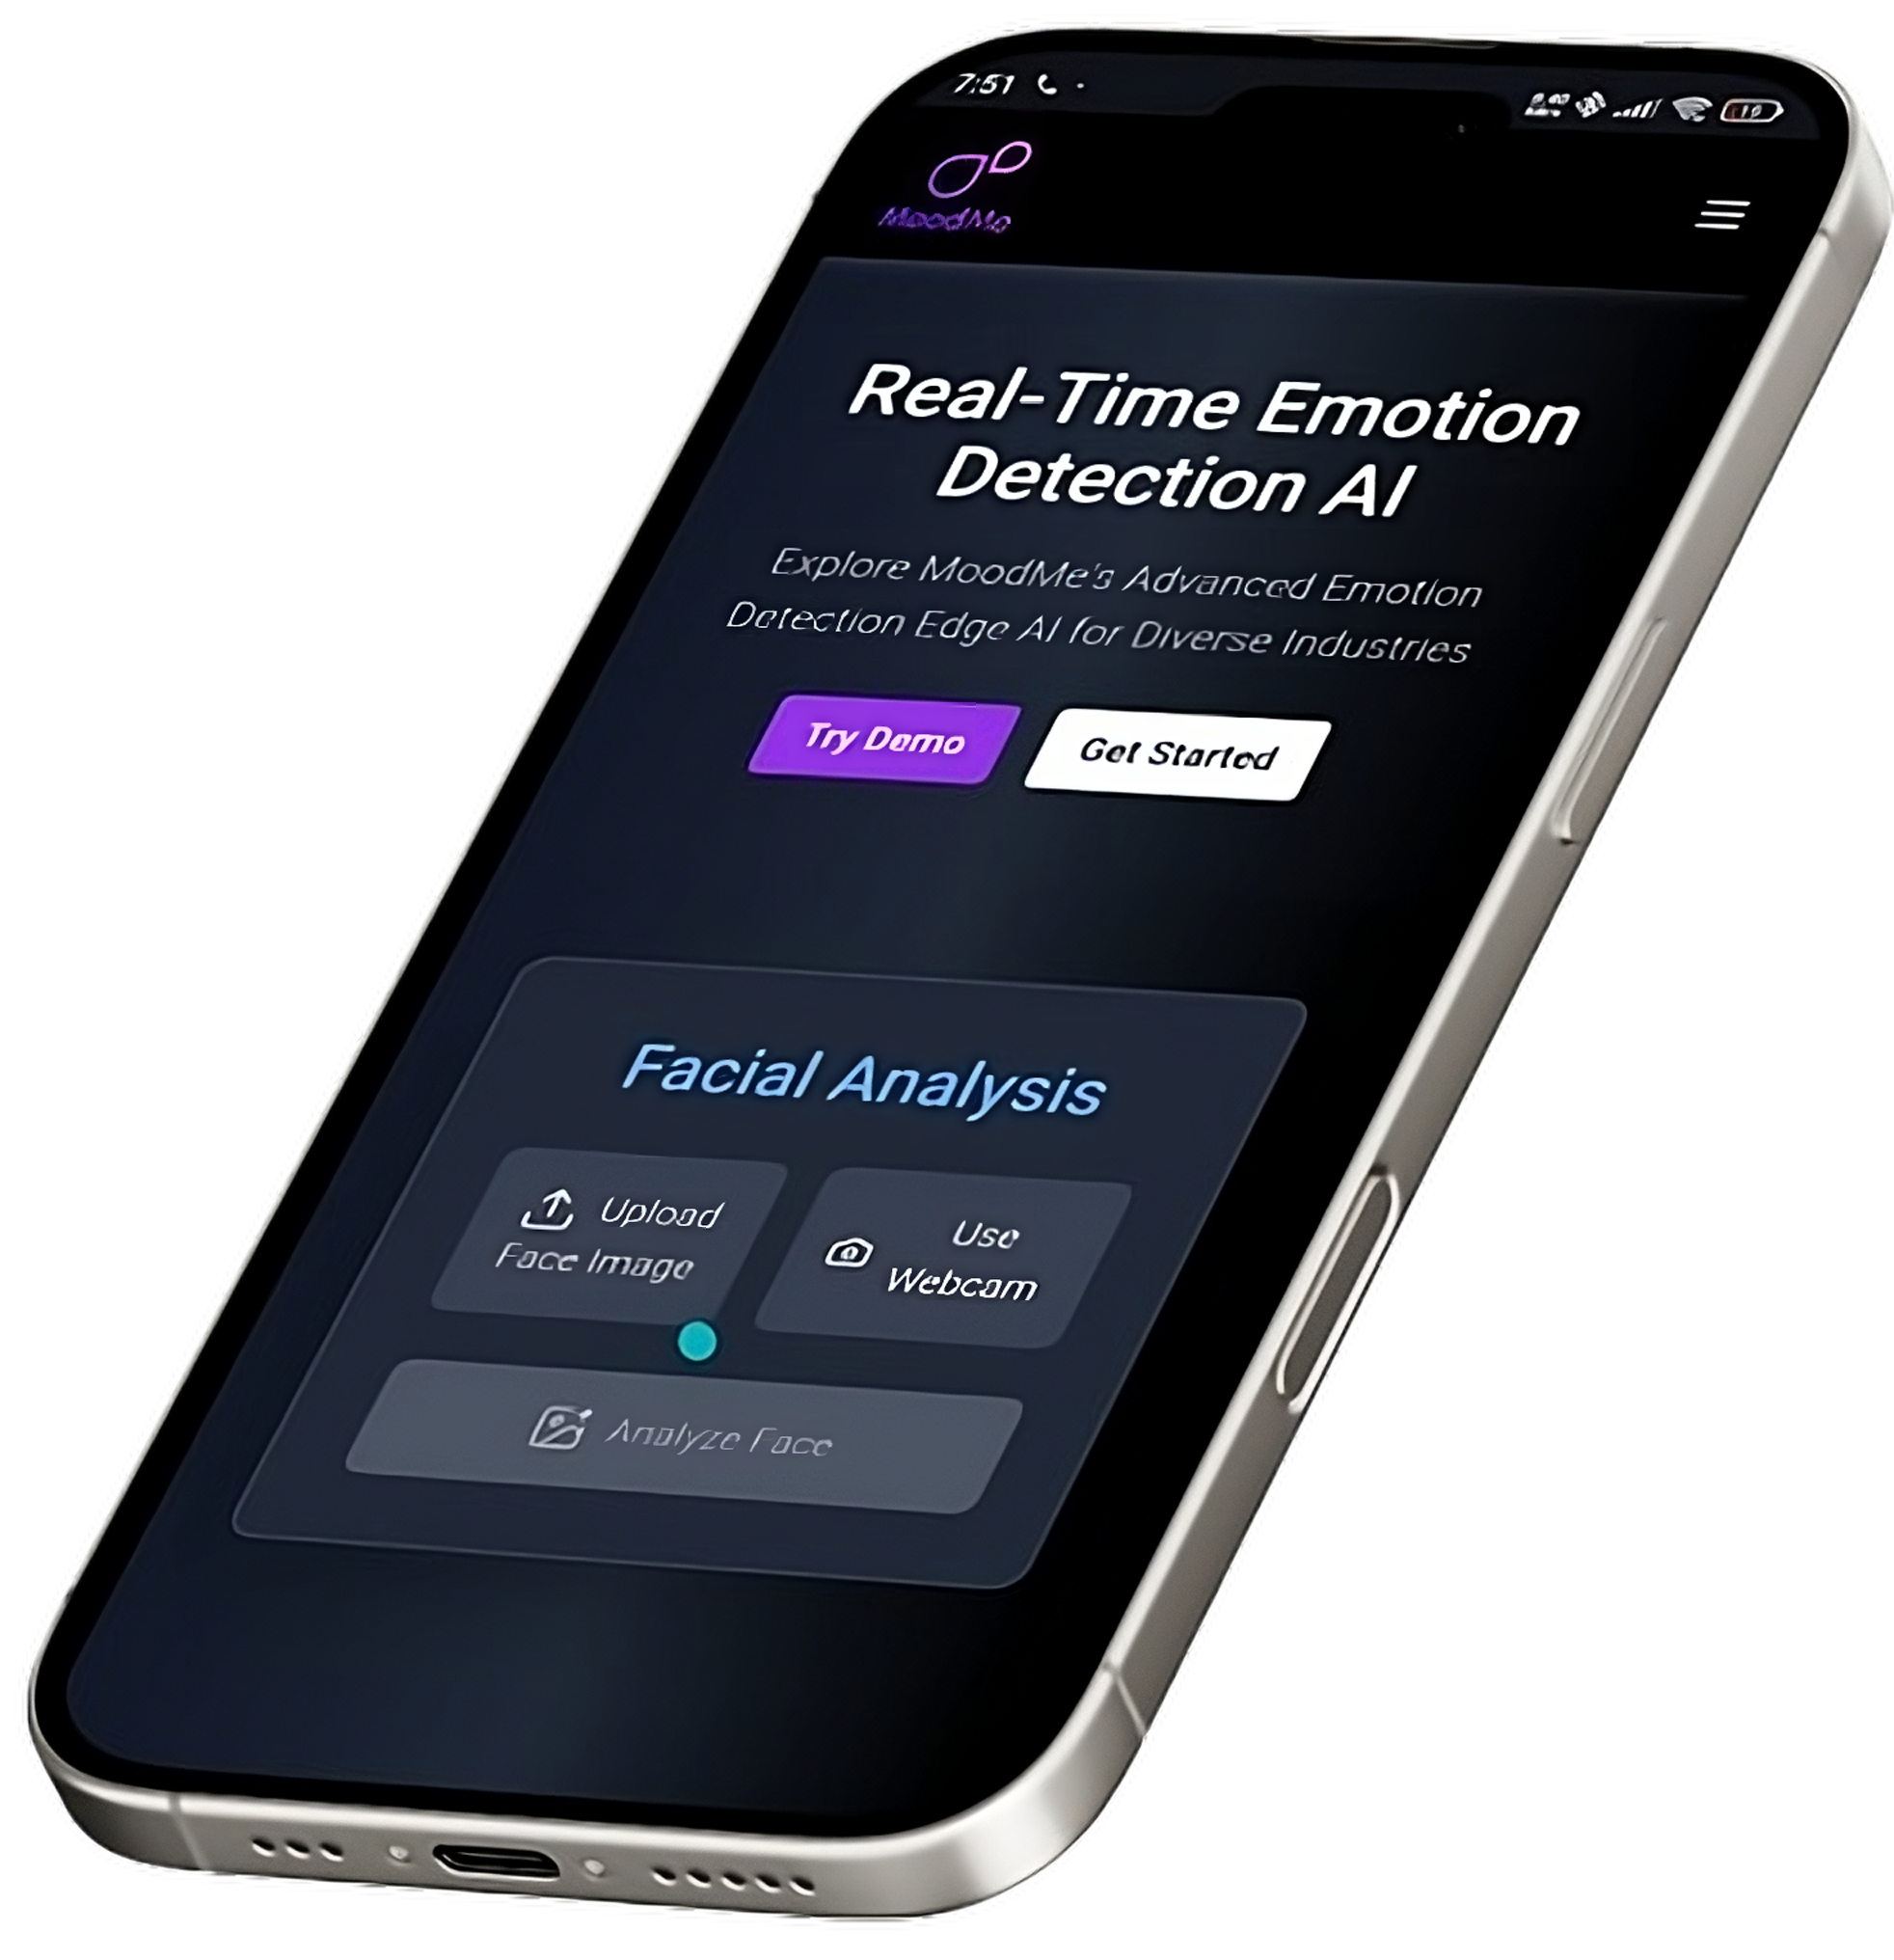 7:51
MoodMe
Real-Time Emotion
Detection AI
Explore MoodMe's Advanced Emotion
Detection Edge AI for Diverse Industries
Try Demo
Get Started
Facial Analysis
Upload
Face Image
Use
Webcam
Analyze Face